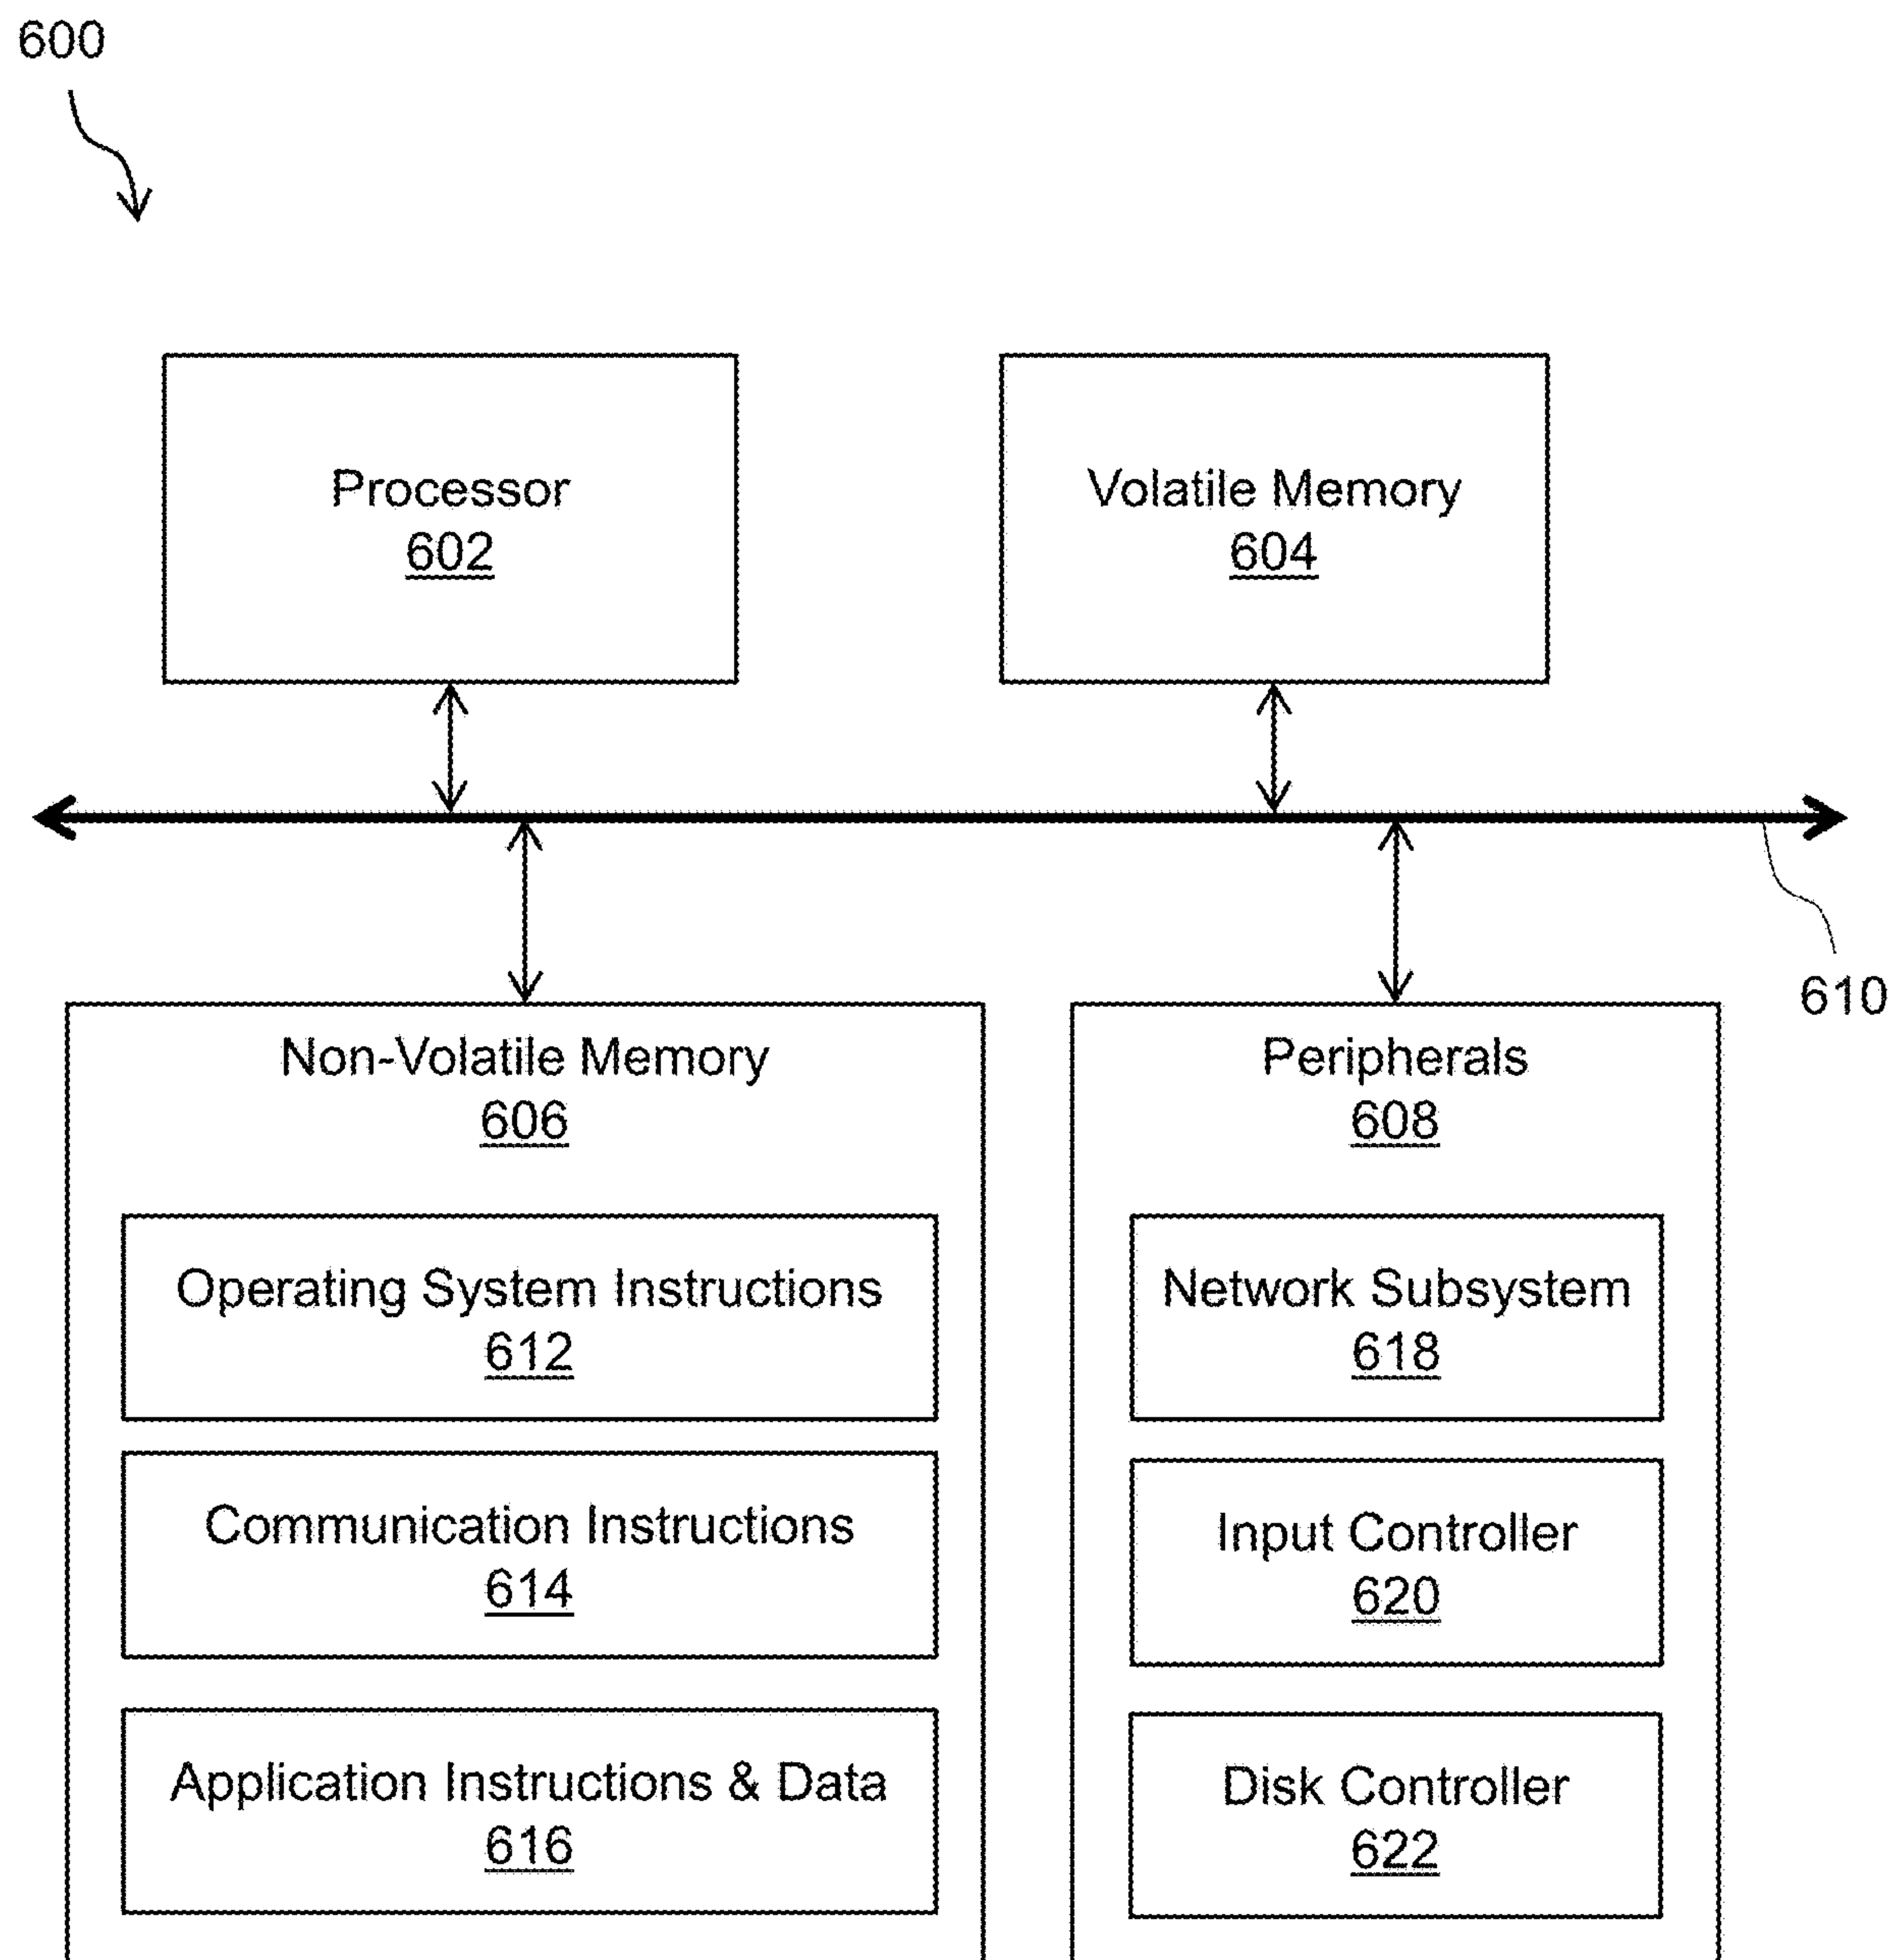 600
Processor
602
Volatile Memory
604
610
Non-Volatile Memory
606
Operating System Instructions
612
Communication Instructions
614
Application Instructions & Data
616
Peripherals
608
Network Subsystem
618
Input Controller
620
Disk Controller
622